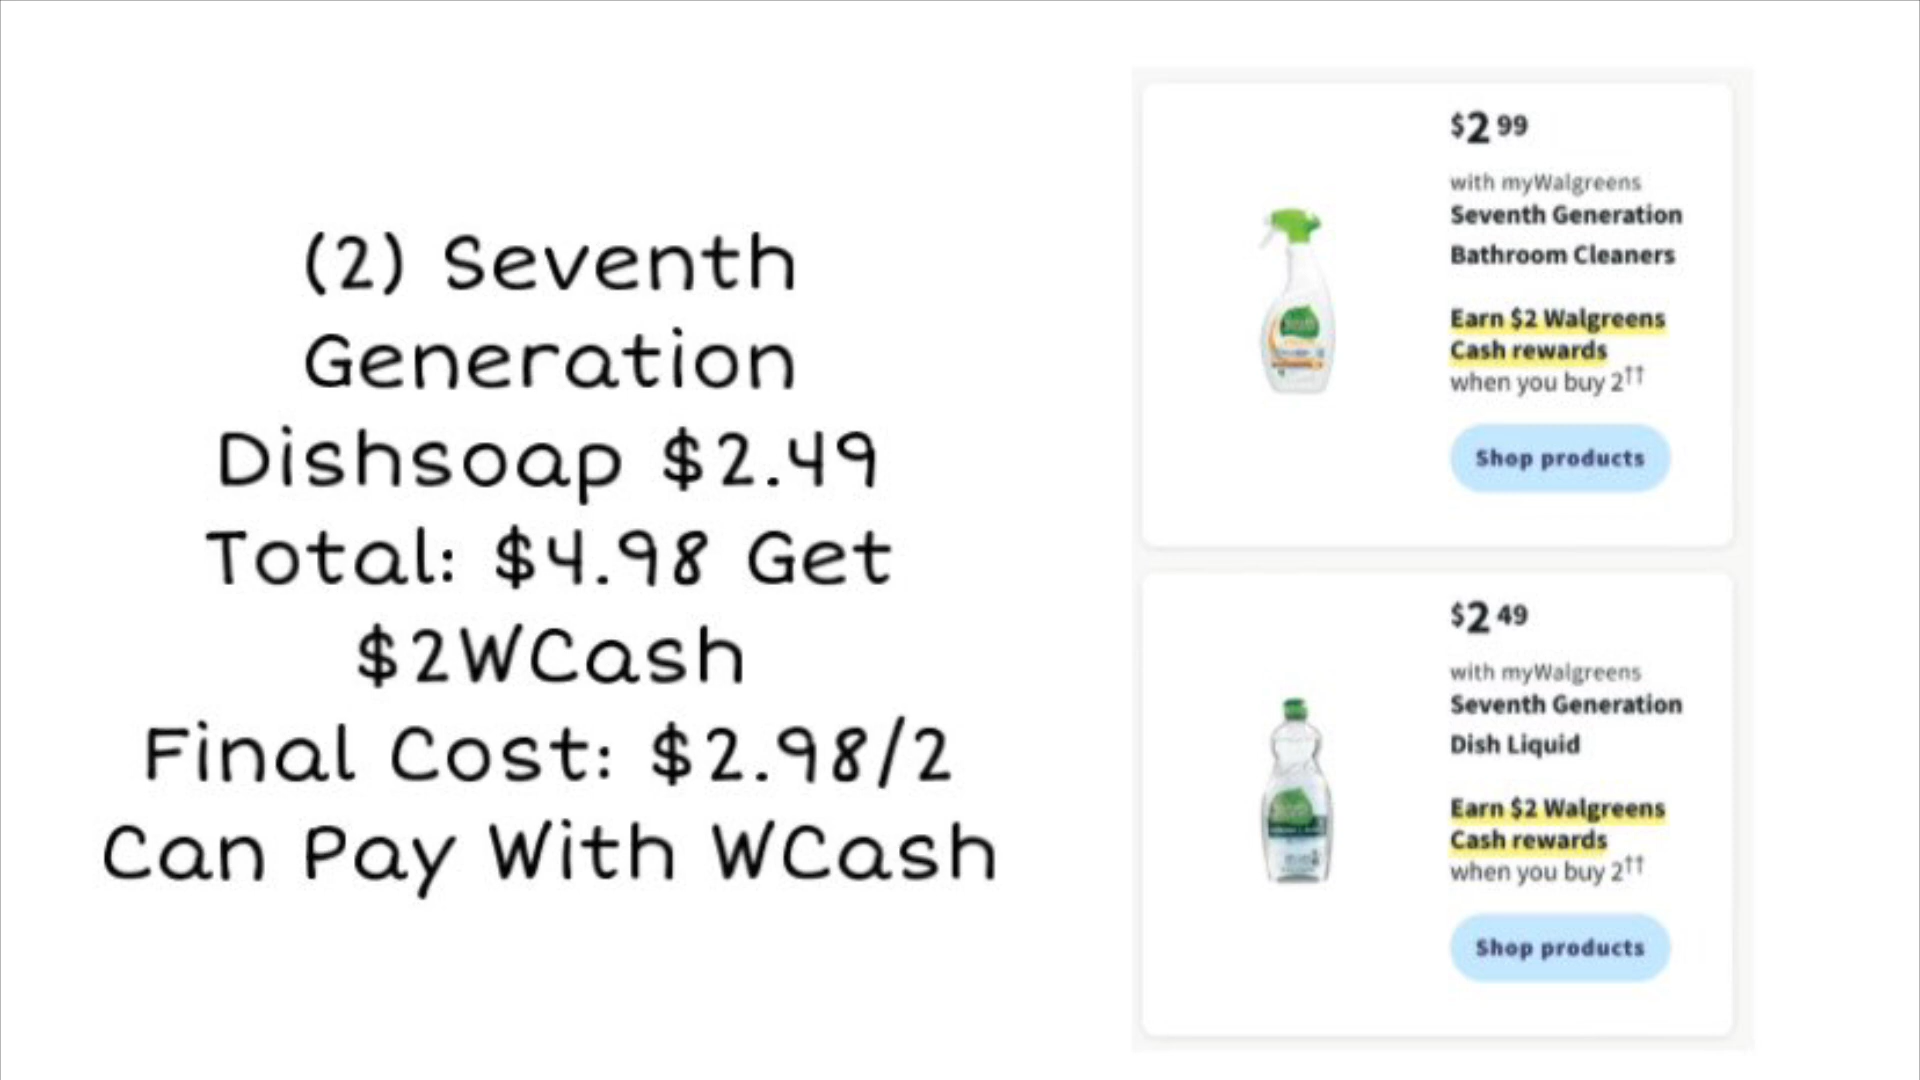 (2) Seventh
Generation
Dishsoap $2.49
Total: $4.98 Get
$2WCash
Final Cost: $2.98/2
Can Pay With WCash
$2 99
with myWalgreens
Seventh Generation
Bathroom Cleaners
Earn $2 Walgreens
Cash rewards
when you buy 2††
Shop products
$2 49
with myWalgreens
Seventh Generation
Dish Liquid
Earn $2 Walgreens
Cash rewards
when you buy 2††
Shop products